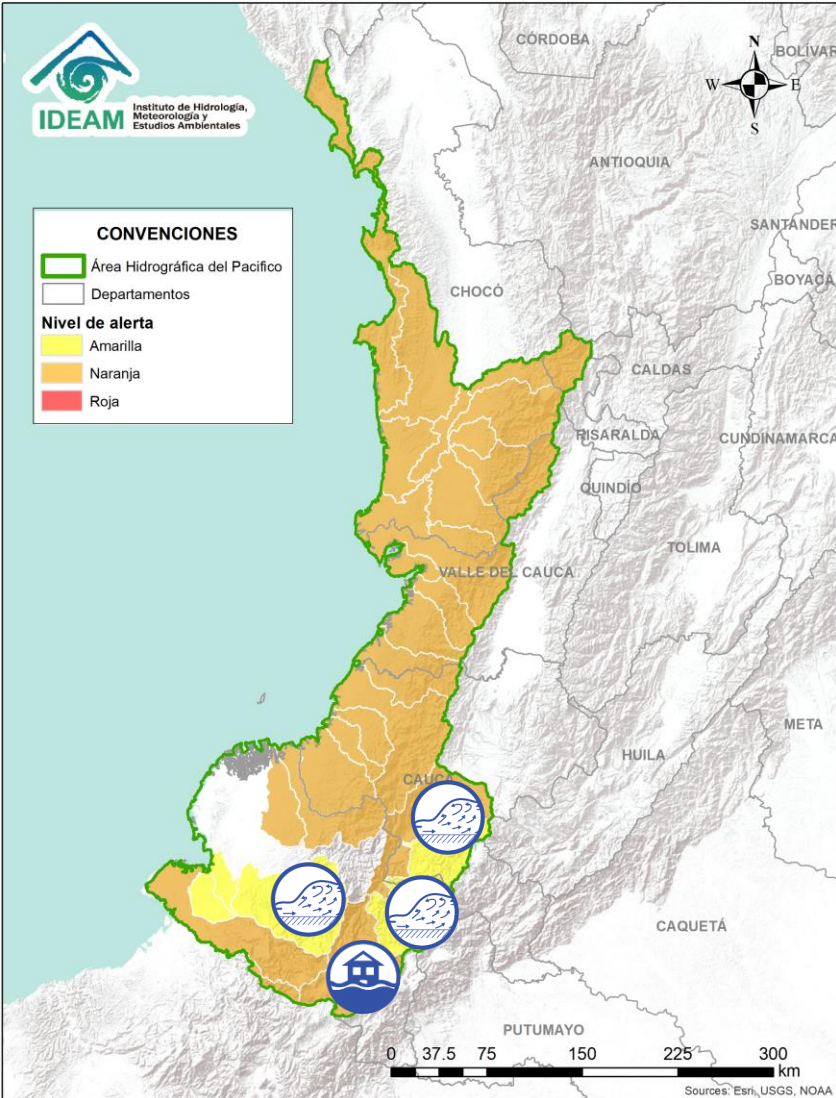 IDEAM
Instituto de Hidrología,
Meteorología y
Estudios Ambientales
N
W
E
S
CÓRDOBA
BOLÍVAR
ANTIOQUIA
SANTANDER
BOYACÁ
CHOCÓ
CONVENCIONES
Área Hidrográfica del Pacifico
Departamentos
Nivel de alerta
Amarilla
Naranja
Roja
CALDAS
RISARALDA
CUNDINAMARCA
QUINDÍO
TOLIMA
VALLE DEL CAUCA
META
HUILA
CAUCA
CAQUETÁ
PUTUMAYO
0 37.5 75 150 225 300
km
Sources: Esri, USGS, NOAA